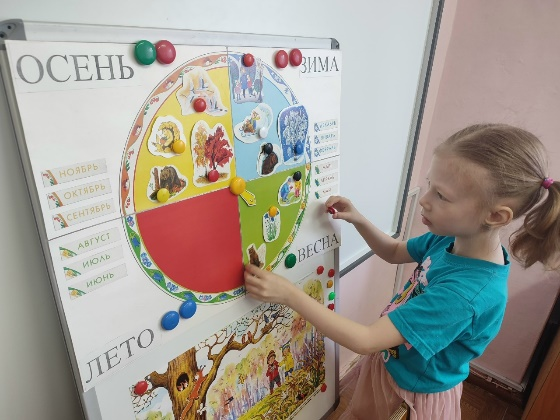 ОСЕНЬ
ЗИМА
НОЯБРЬ
ОКТЯБРЬ
СЕНТЯБРЬ
АВГУСТ
ИЮЛЬ
ИЮНЬ
ВЕСНА
ЛЕТО